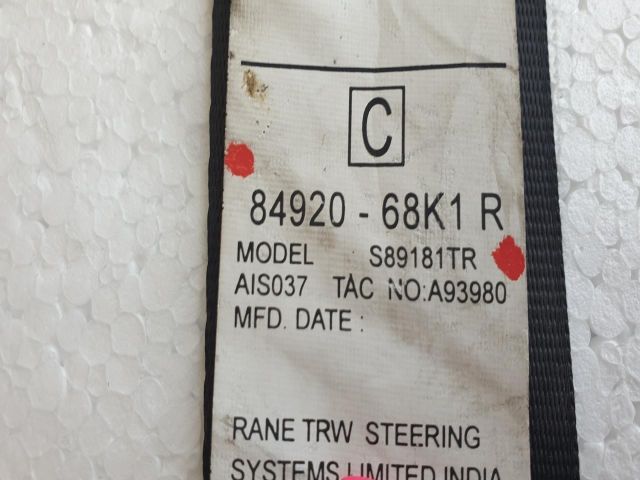 C
84920 - 68K1 R
MODEL S89181TR
AIS037 TAC NO:A93980
MFD. DATE :
RANE TRW STEERING
SYSTEMS LIMITED INDIA